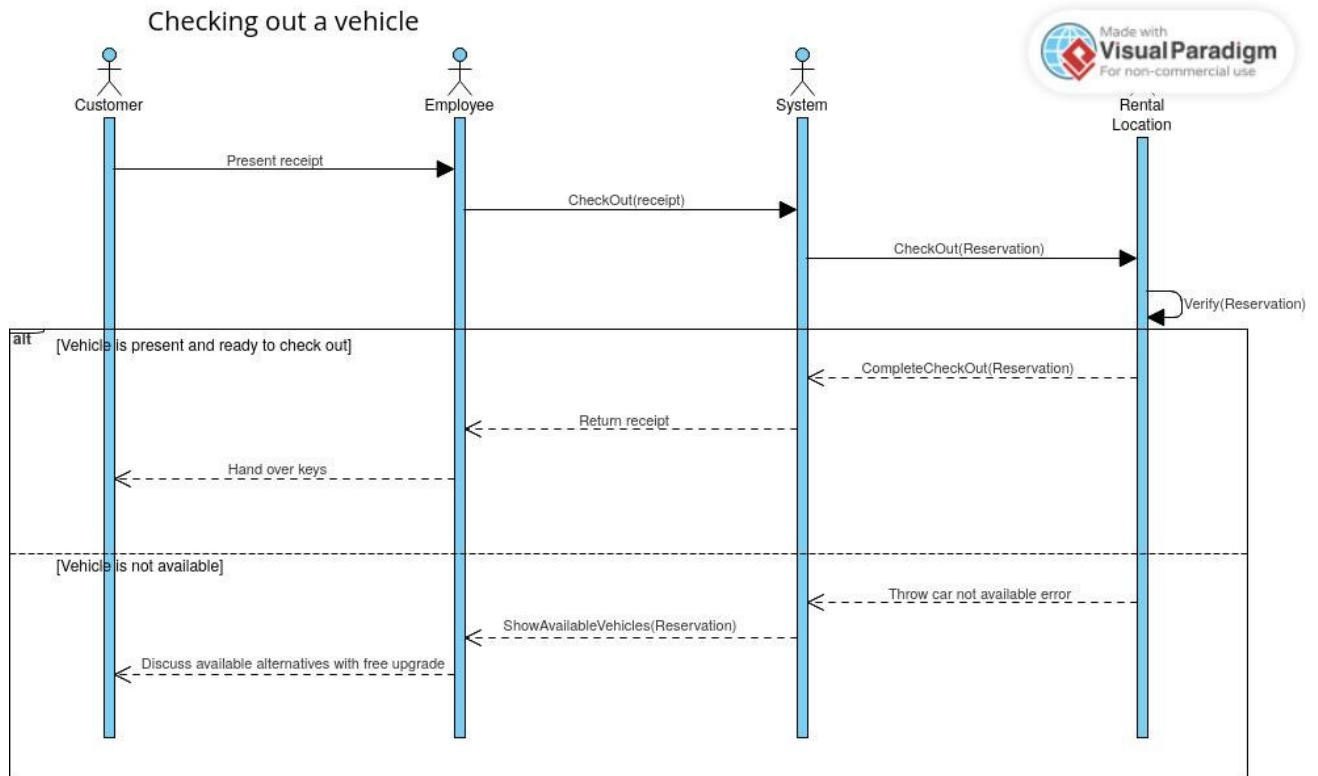 Checking out a vehicle
Made with
Visual Paradigm
For non-commercial use
Customer
Employee
System
Rental
Location
Present receipt
CheckOut(receipt)
CheckOut(Reservation)
Verify(Reservation)
alt
[Vehicle is present and ready to check out]
CompleteCheckOut(Reservation)
Return receipt
Hand over keys
[Vehicle is not available]
Throw car not available error
ShowAvailableVehicles(Reservation)
Discuss available alternatives with free upgrade